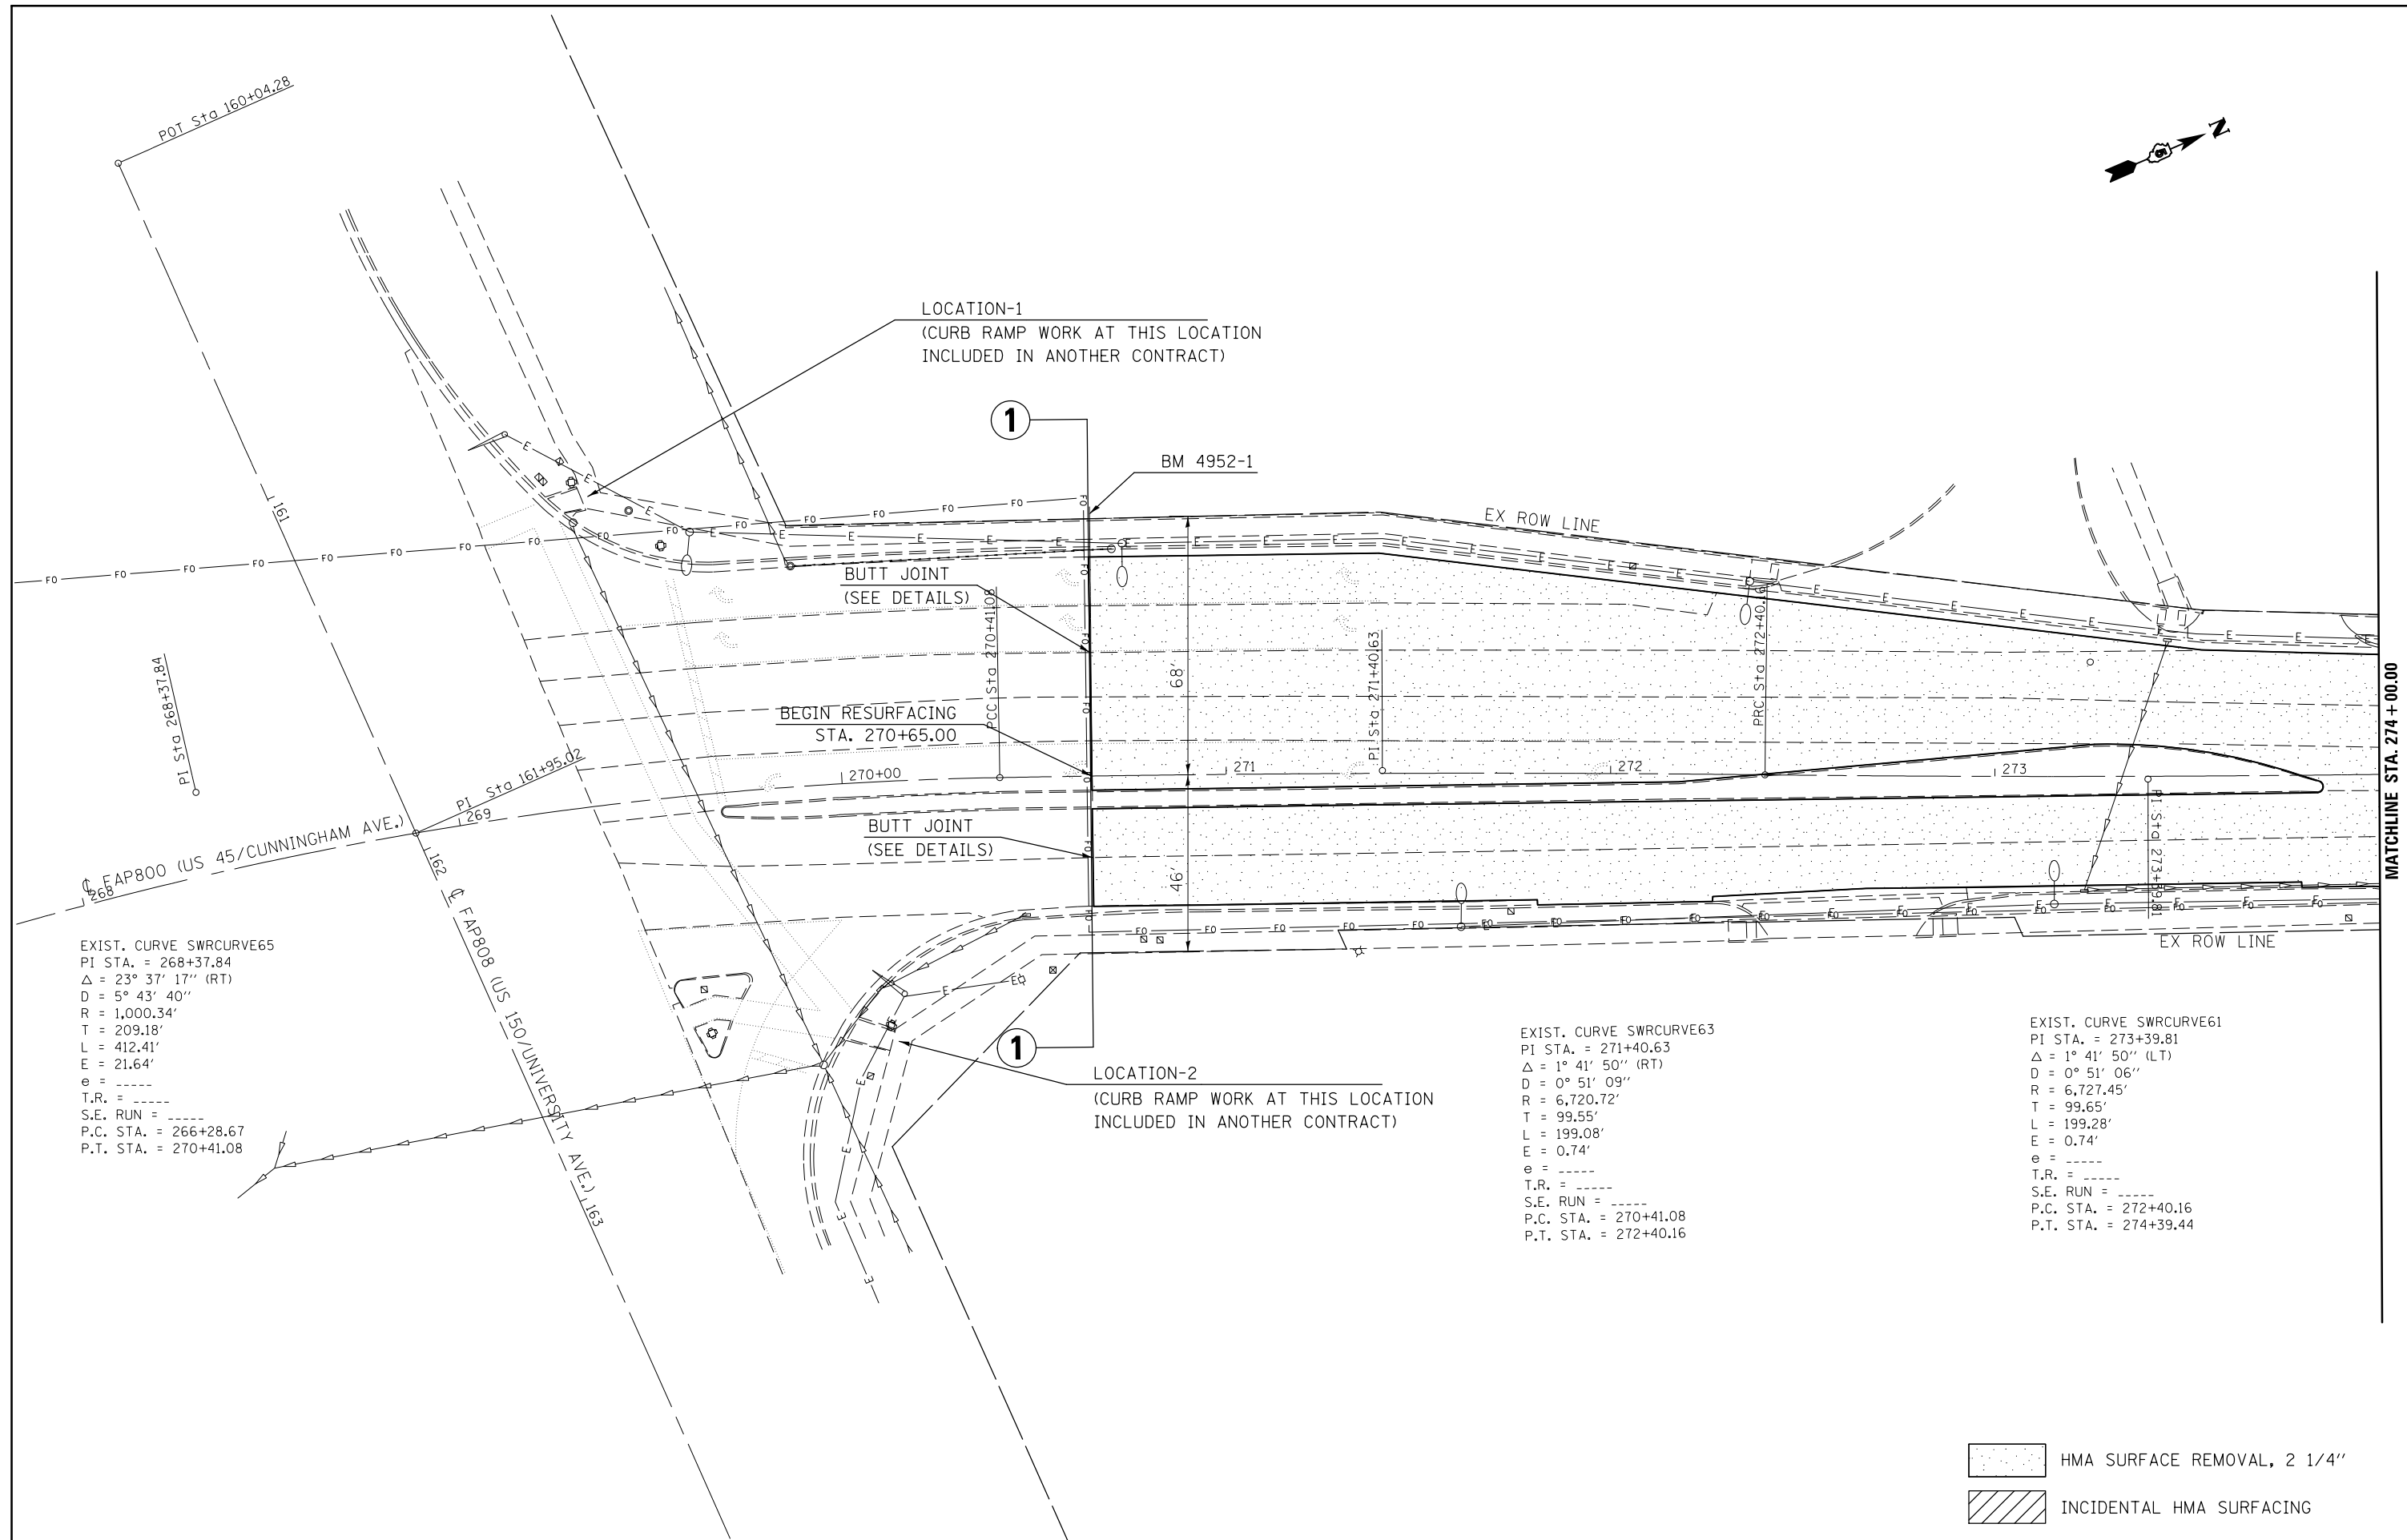 POT Sta 160+04.28
N
LOCATION-1
(CURB RAMP WORK AT THIS LOCATION
INCLUDED IN ANOTHER CONTRACT)
1
BM 4952-1
EX ROW LINE
161
BUTT JOINT
(SEE DETAILS)
PCC Sta 270+41.08
68'
PI Sta 271+40.63
PRC Sta 272+40.16
PI Sta 268+37.84
BEGIN RESURFACING
STA. 270+65.00
PI Sta 161+95.02
268
269
270+00
271
272
273
MATCHLINE STA. 274+00.00
℄ FAP800 (US 45/CUNNINGHAM AVE.)
BUTT JOINT
(SEE DETAILS)
46'
PI Sta 273+39.81
162
℄ FAP808 (US 150/UNIVERSITY AVE.)
163
EX ROW LINE
EXIST. CURVE SWRCURVE65
PI STA. = 268+37.84
Δ = 23° 37' 17" (RT)
D = 5° 43' 40"
R = 1,000.34'
T = 209.18'
L = 412.41'
E = 21.64'
e = _____
T.R. = _____
S.E. RUN = _____
P.C. STA. = 266+28.67
P.T. STA. = 270+41.08
1
LOCATION-2
(CURB RAMP WORK AT THIS LOCATION
INCLUDED IN ANOTHER CONTRACT)
EXIST. CURVE SWRCURVE63
PI STA. = 271+40.63
Δ = 1° 41' 50" (RT)
D = 0° 51' 09"
R = 6,720.72'
T = 99.55'
L = 199.08'
E = 0.74'
e = _____
T.R. = _____
S.E. RUN = _____
P.C. STA. = 270+41.08
P.T. STA. = 272+40.16
EXIST. CURVE SWRCURVE61
PI STA. = 273+39.81
Δ = 1° 41' 50" (LT)
D = 0° 51' 06"
R = 6,727.45'
T = 99.65'
L = 199.28'
E = 0.74'
e = _____
T.R. = _____
S.E. RUN = _____
P.C. STA. = 272+40.16
P.T. STA. = 274+39.44
HMA SURFACE REMOVAL, 2 1/4"
INCIDENTAL HMA SURFACING